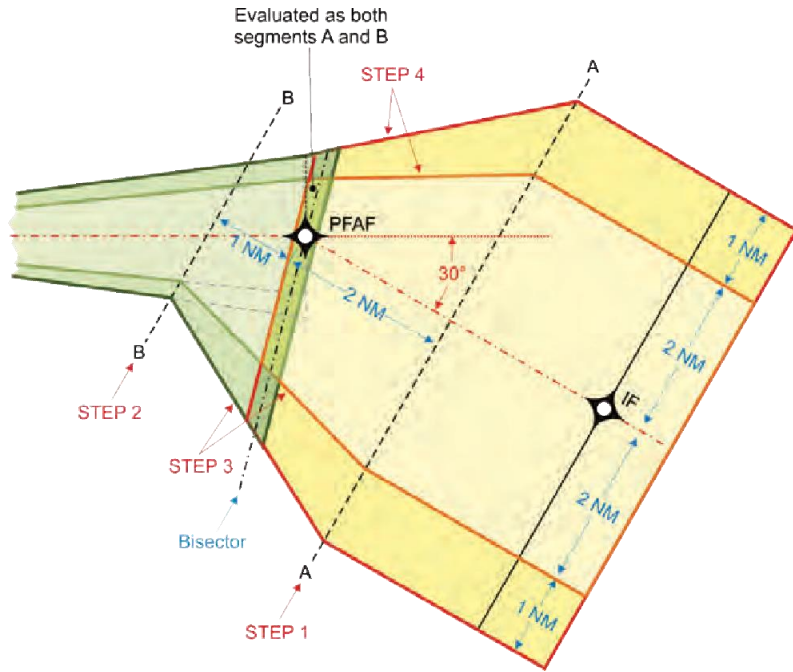 Evaluated as both
segments A and B
A
STEP 4
B
PFAF
1 NM
30°
1 NM
2 NM
2 NM
B
STEP 2
IF
STEP 3
2 NM
Bisector
A
1 NM
STEP 1